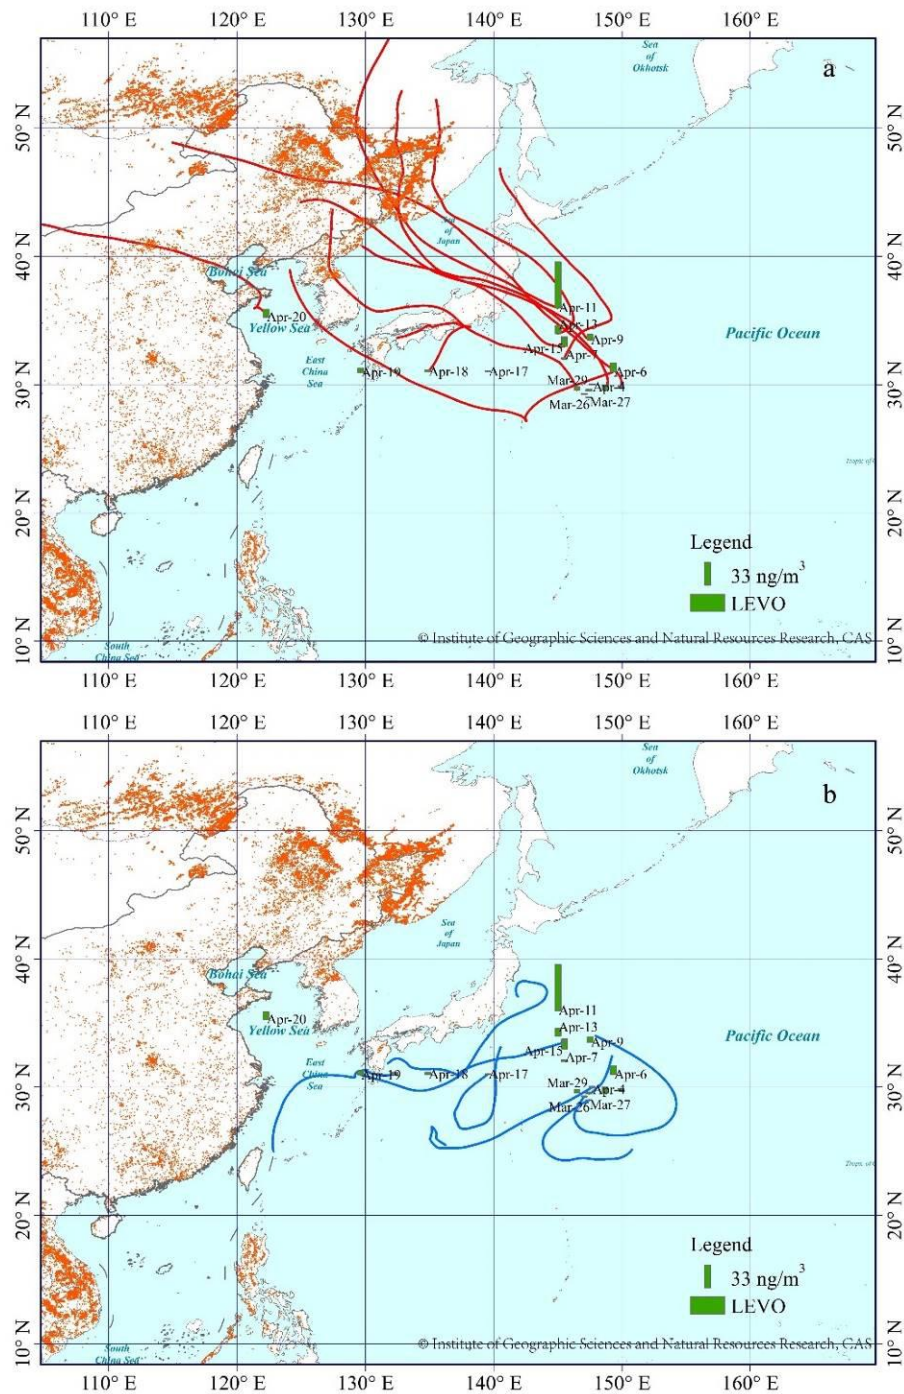 110° E 120° E 130° E 140° E 150° E 160° E
Sea
of
Okhotsk
a
50° N 50° N
Sea
of
Japan
40° N 40° N
Bohai Sea
Apr-11
Apr-20
Yellow Sea
Apr-13
Apr-9
Pacific Ocean
Apr-15
Apr-7
East
China
Sea
Apr-19
Apr-18
Apr-17
Apr-6
30° N 30° N
Mar-29
Apr-4
Mar-26
Mar-27
20° N 20° N
Legend
33 ng/m³
LEVO
10° N 10° N
South
China Sea
© Institute of Geographic Sciences and Natural Resources Research, CAS
110° E 120° E 130° E 140° E 150° E 160° E
110° E 120° E 130° E 140° E 150° E 160° E
Sea
of
Okhotsk
b
50° N 50° N
Sea
of
Japan
40° N 40° N
Bohai Sea
Apr-11
Apr-20
Yellow Sea
Apr-13
Apr-9
Pacific Ocean
Apr-15
Apr-7
East
China
Sea
Apr-19
Apr-18
Apr-17
Apr-6
30° N 30° N
Mar-29
Apr-4
Mar-26
Mar-27
20° N 20° N
Legend
33 ng/m³
LEVO
10° N 10° N
South
China Sea
© Institute of Geographic Sciences and Natural Resources Research, CAS
110° E 120° E 130° E 140° E 150° E 160° E